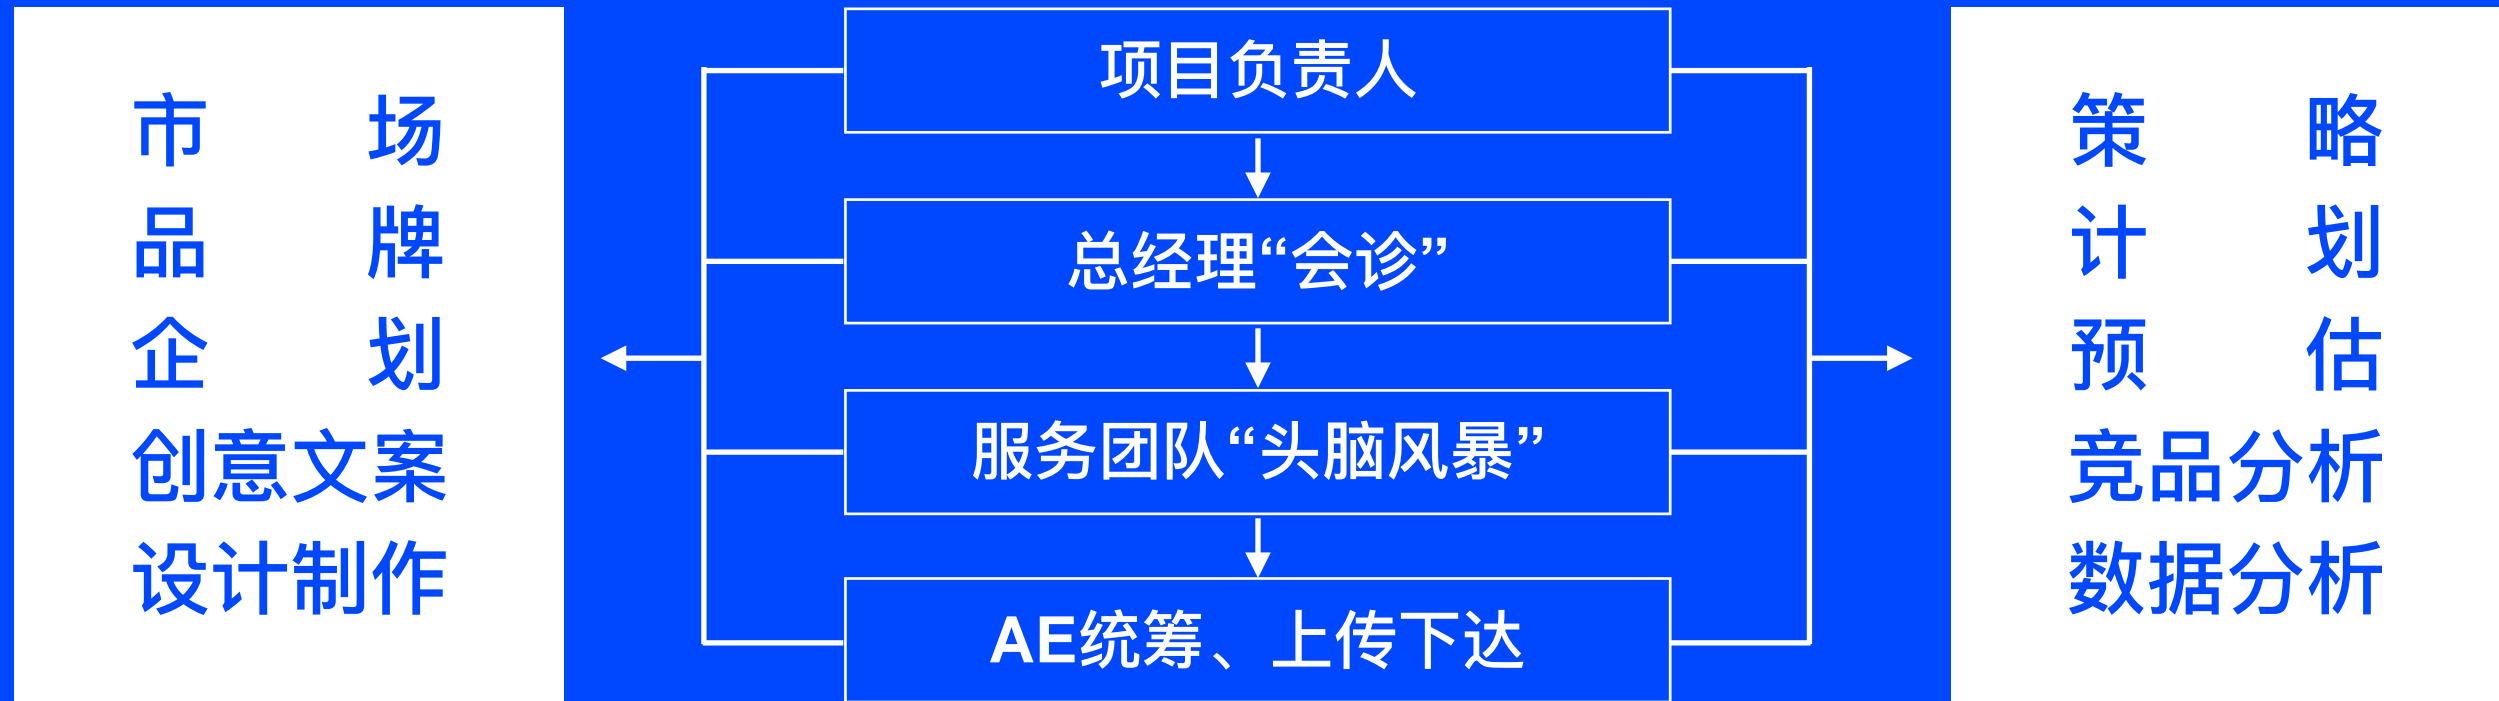 市 场
品 牌
企 划
创意文案
设计制作
项目负责人
总经理“会诊”
服务团队“头脑风暴”
AE统筹、上传下达
策 略
计 划
预 估
竞品分析
数据分析